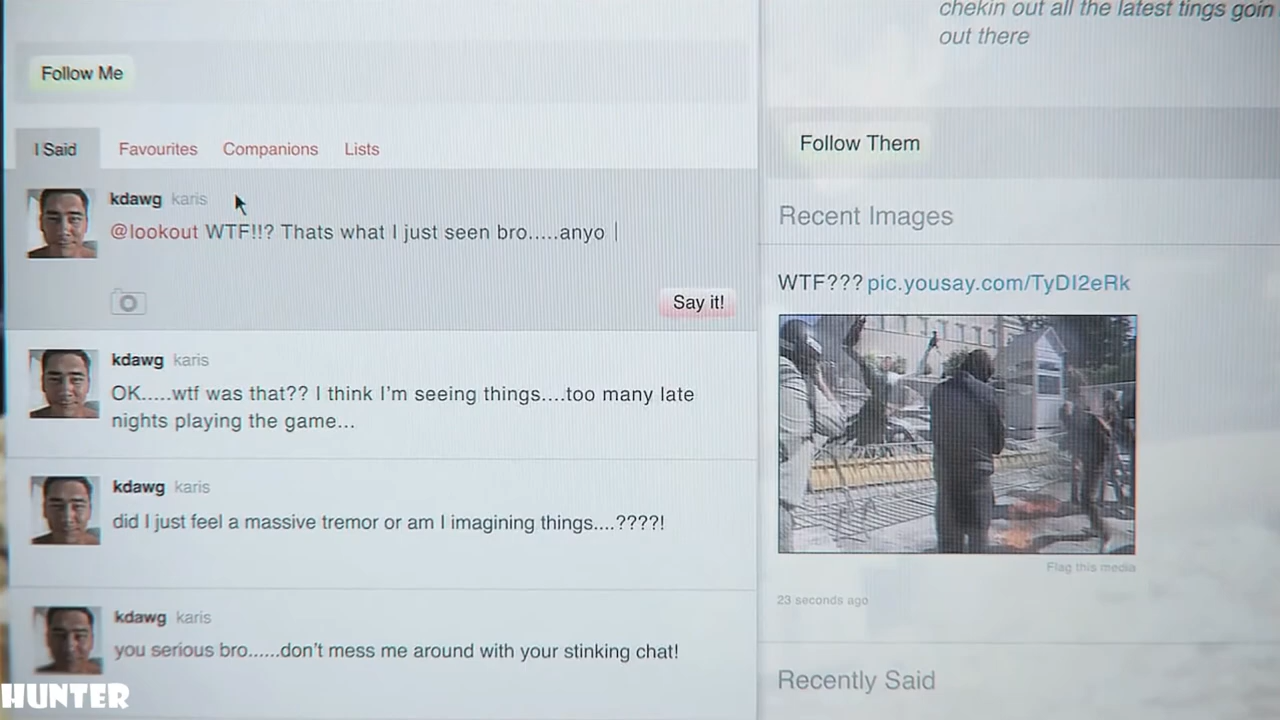 Follow Me
I Said
Favourites
Companions
Lists
kdawg karis
@lookout WTF!!? Thats what I just seen bro.....anyo
Say it!
kdawg karis
OK.....wtf was that?? I think I'm seeing things....too many late
nights playing the game...
kdawg karis
did I just feel a massive tremor or am I imagining things....????!
kdawg karis
you serious bro......don't mess me around with your stinking chat!
HUNTER
chekin out all the latest tings goin
out there
Follow Them
Recent Images
WTF??? pic.yousay.com/TyDI2eRk
Flag this media
23 seconds ago
Recently Said